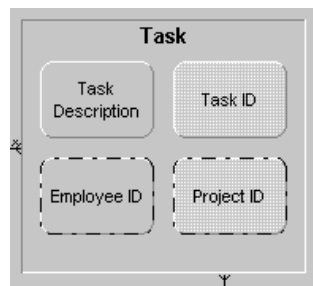 Task
Task
Description
Task ID
Employee ID
Project ID